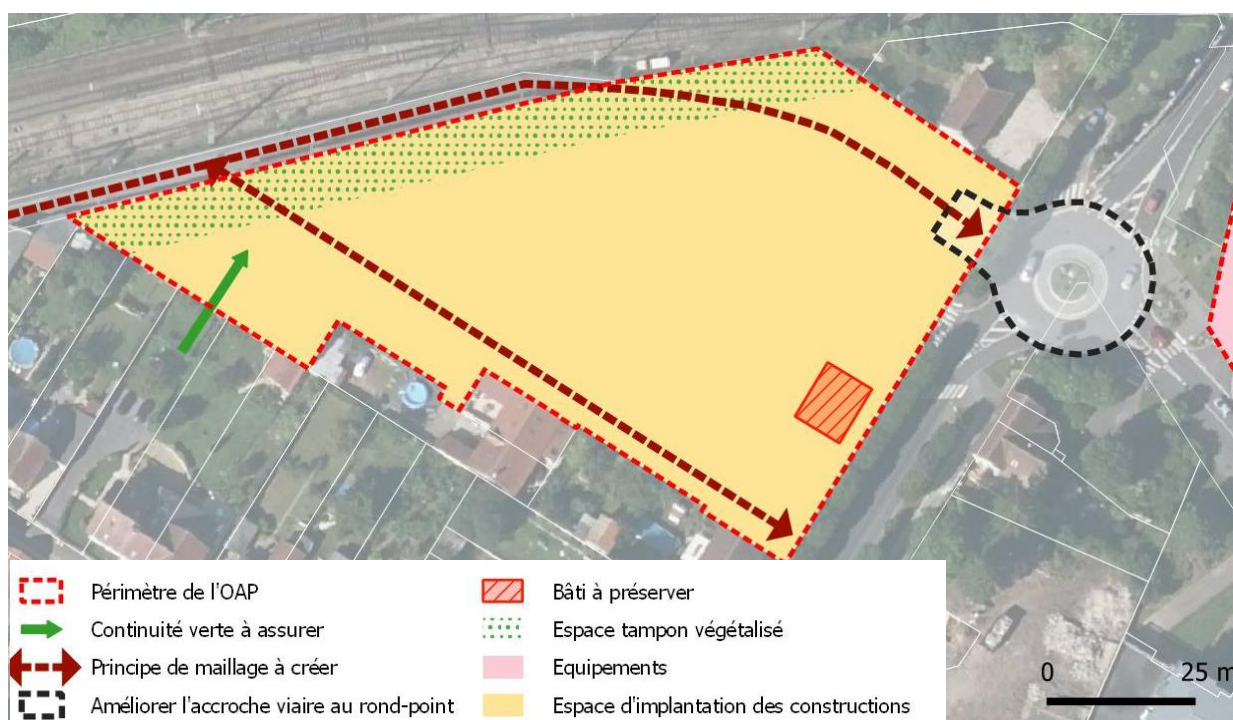 Périmètre de l'OAP
Continuité verte à assurer
Principe de maillage à créer
Améliorer l'accroche viaire au rond-point
Bâti à préserver
Espace tampon végétalisé
Equipements
Espace d'implantation des constructions
0 25 m